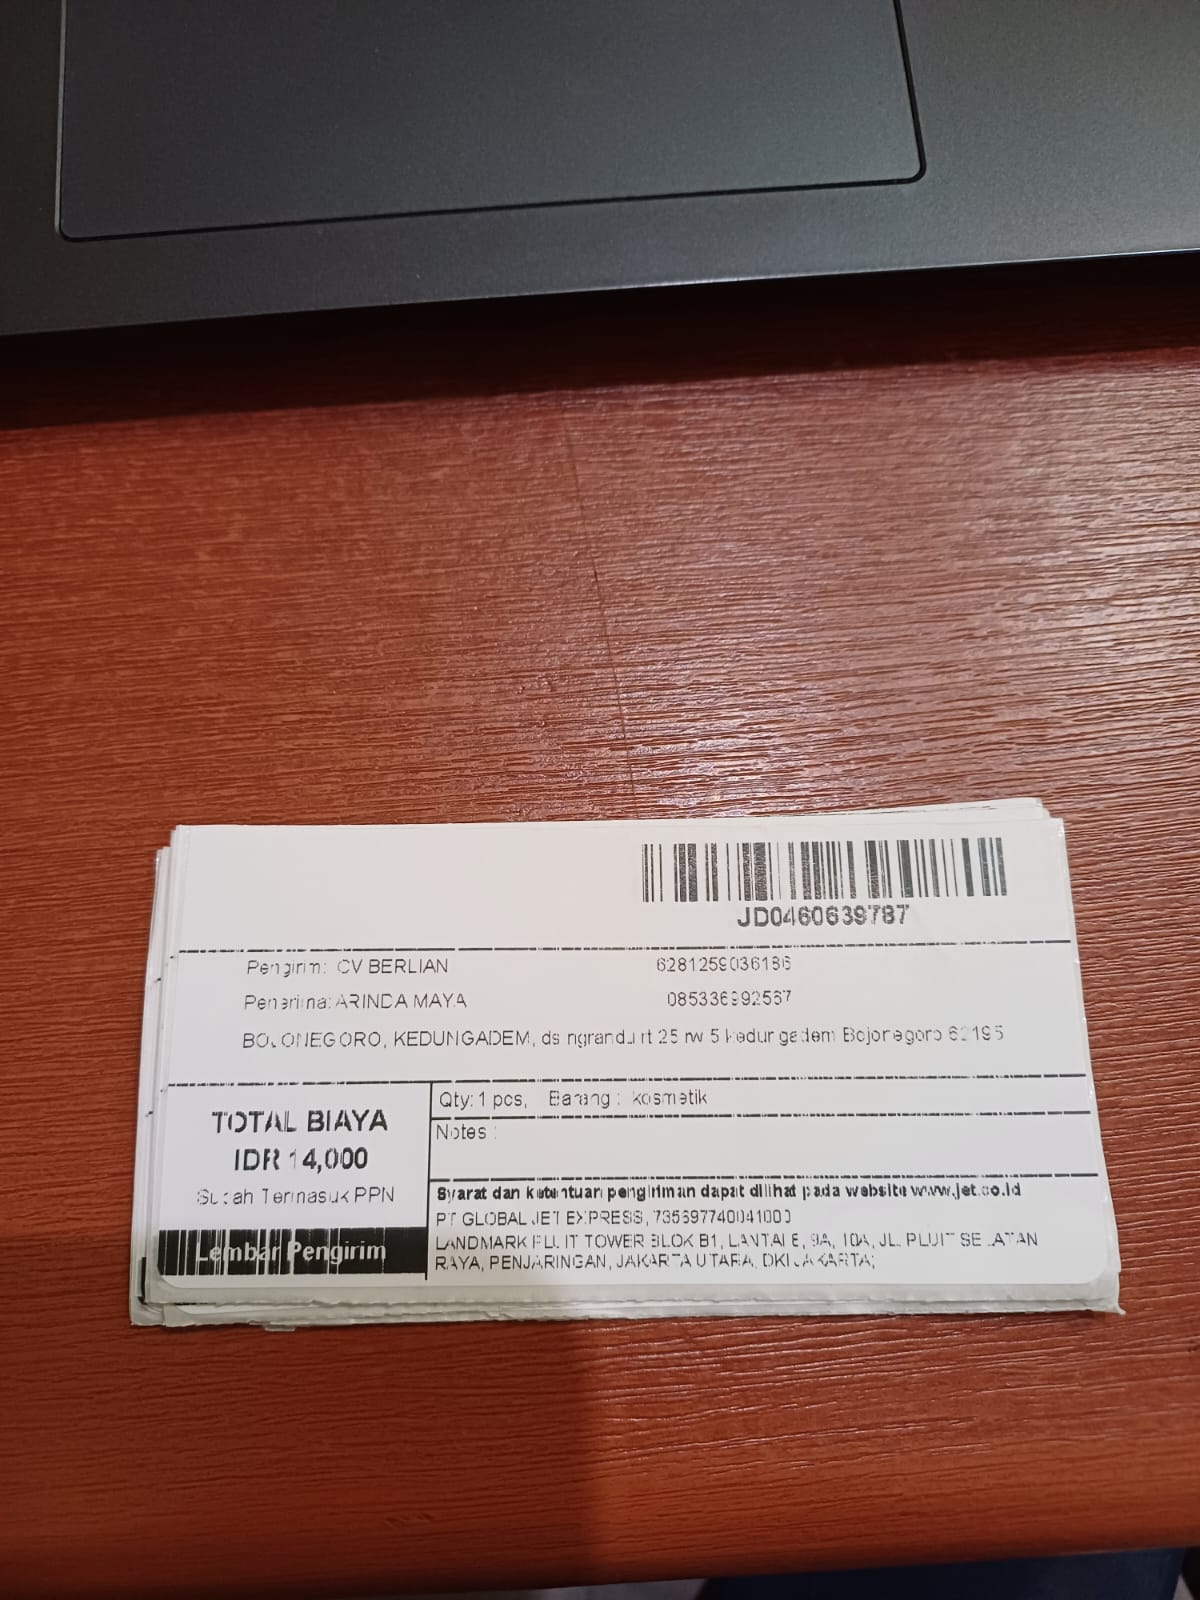 JD0460639787
Pengirim: CV BERLIAN 6281259036186
Penerima: ARINDA MAYA 085336992567
BOJONEGORO, KEDUNGADEM, ds ngrandu rt 25 rw 5 kedungadem Bojonegoro 62195
TOTAL BIAYA
IDR 14,000
Sudah Termasuk PPN
Lembar Pengirim
Qty: 1 pcs, Barang : kosmetik
Notes :
Syarat dan ketentuan pengiriman dapat dilihat pada website www.jet.co.id
PT GLOBAL JET EXPRESS, 735697740041000
LANDMARK PLUIT TOWER BLOK B1, LANTAI 8, 9A, 10A, JL. PLUIT SELATAN
RAYA, PENJARINGAN, JAKARTA UTARA, DKI JAKARTA;